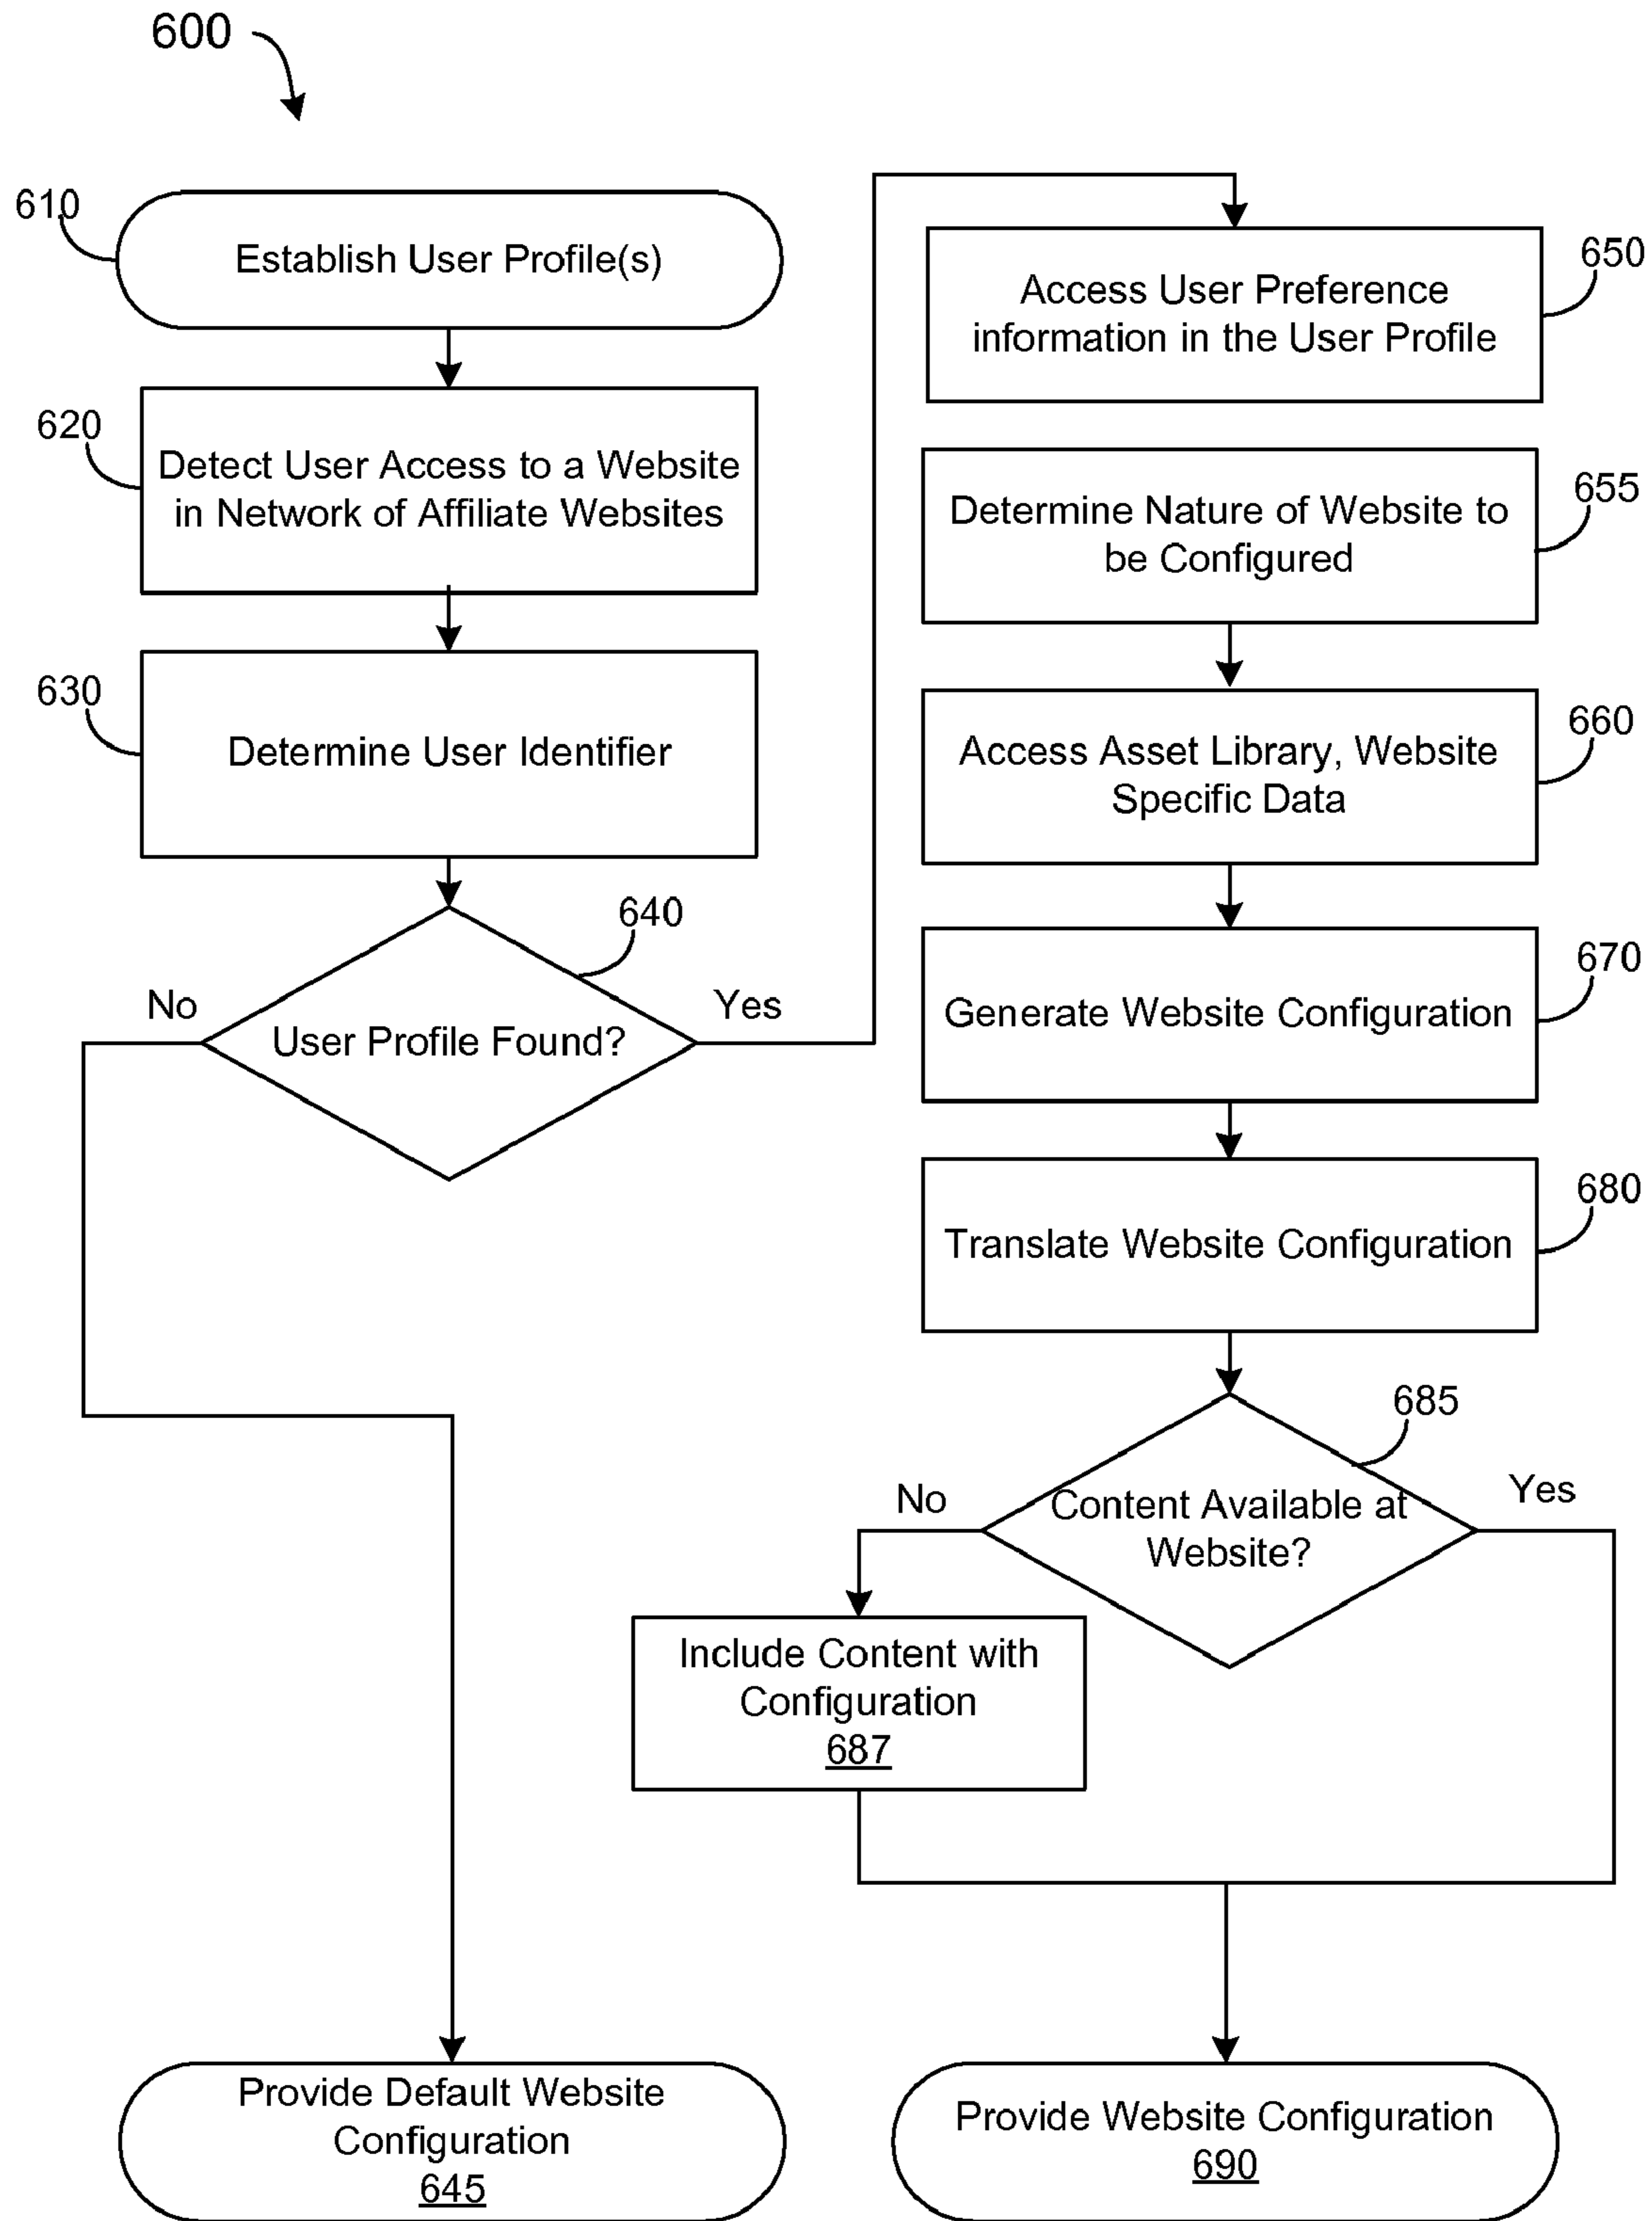 600
610
Establish User Profile(s)
620
Detect User Access to a Website
in Network of Affiliate Websites
630
Determine User Identifier
640
No
Yes
User Profile Found?
650
Access User Preference
information in the User Profile
655
Determine Nature of Website to
be Configured
660
Access Asset Library, Website
Specific Data
670
Generate Website Configuration
680
Translate Website Configuration
685
No
Yes
Content Available at
Website?
Include Content with
Configuration
687
Provide Default Website
Configuration
645
Provide Website Configuration
690